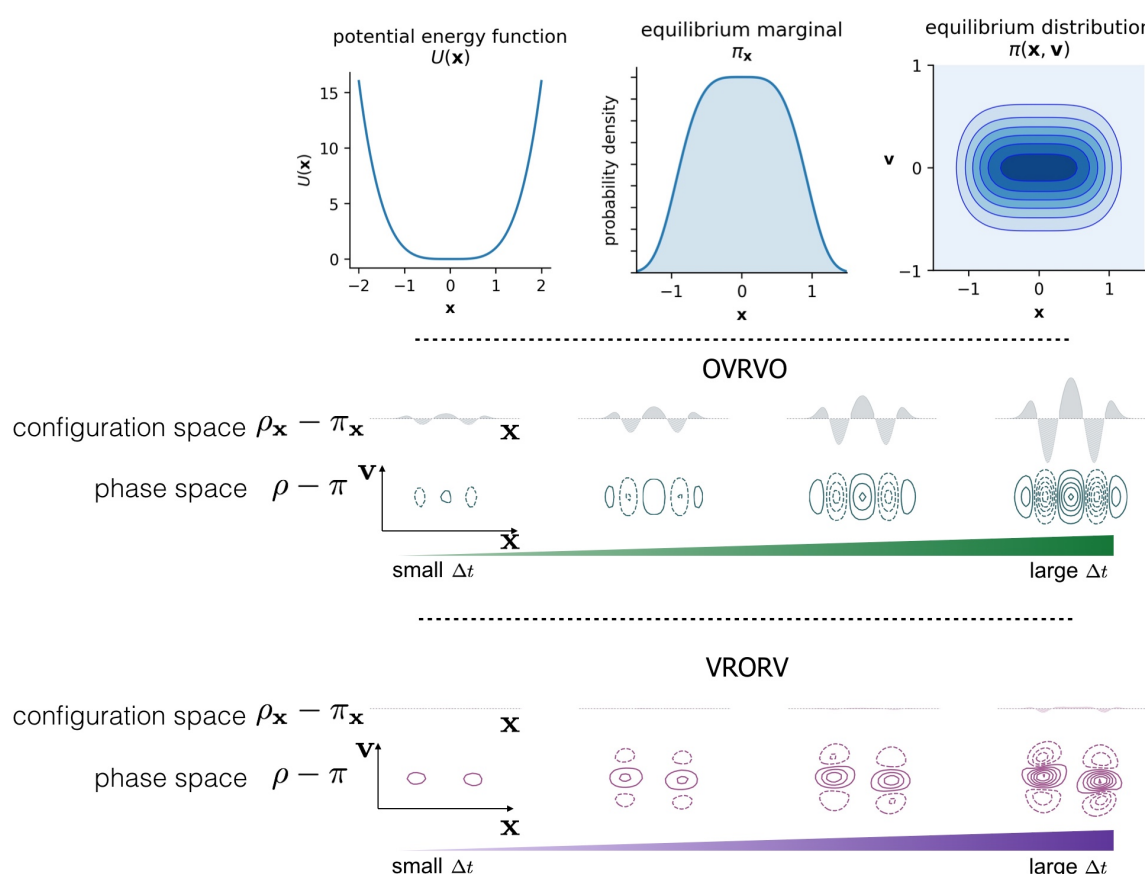 potential energy function
U(x)
15
10
5
0
U(x)
−2 −1 0 1 2
x
equilibrium marginal
πₓ
probability density
−1 0 1
x
equilibrium distribution
π(x, v)
1
v 0
−1
−1 0 1
x
OVRVO
configuration space ρₓ − πₓ x
phase space ρ − π v
x
small Δt large Δt
VRORV
configuration space ρₓ − πₓ x
phase space ρ − π v
x
small Δt large Δt